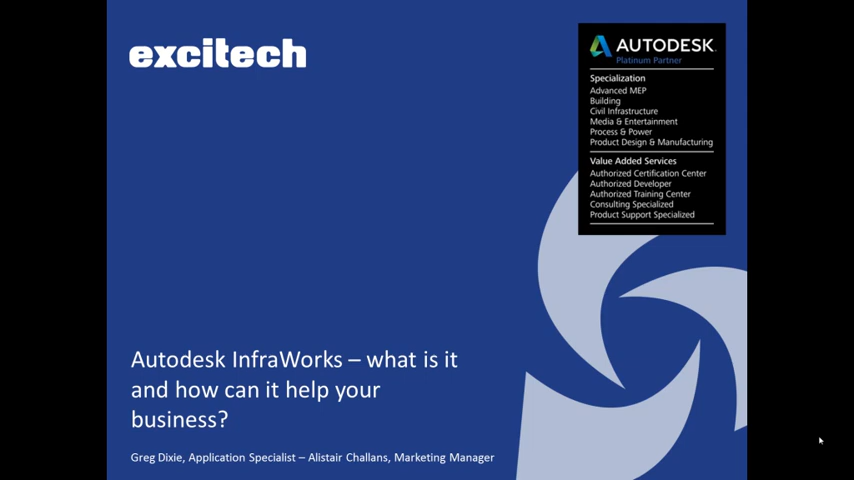 excitech
AUTODESK.
Platinum Partner
Specialization
Advanced MEP
Building
Civil Infrastructure
Media & Entertainment
Process & Power
Product Design & Manufacturing
Value Added Services
Authorized Certification Center
Authorized Developer
Authorized Training Center
Consulting Specialized
Product Support Specialized
Autodesk InfraWorks – what is it
and how can it help your
business?
Greg Dixie, Application Specialist – Alistair Challans, Marketing Manager